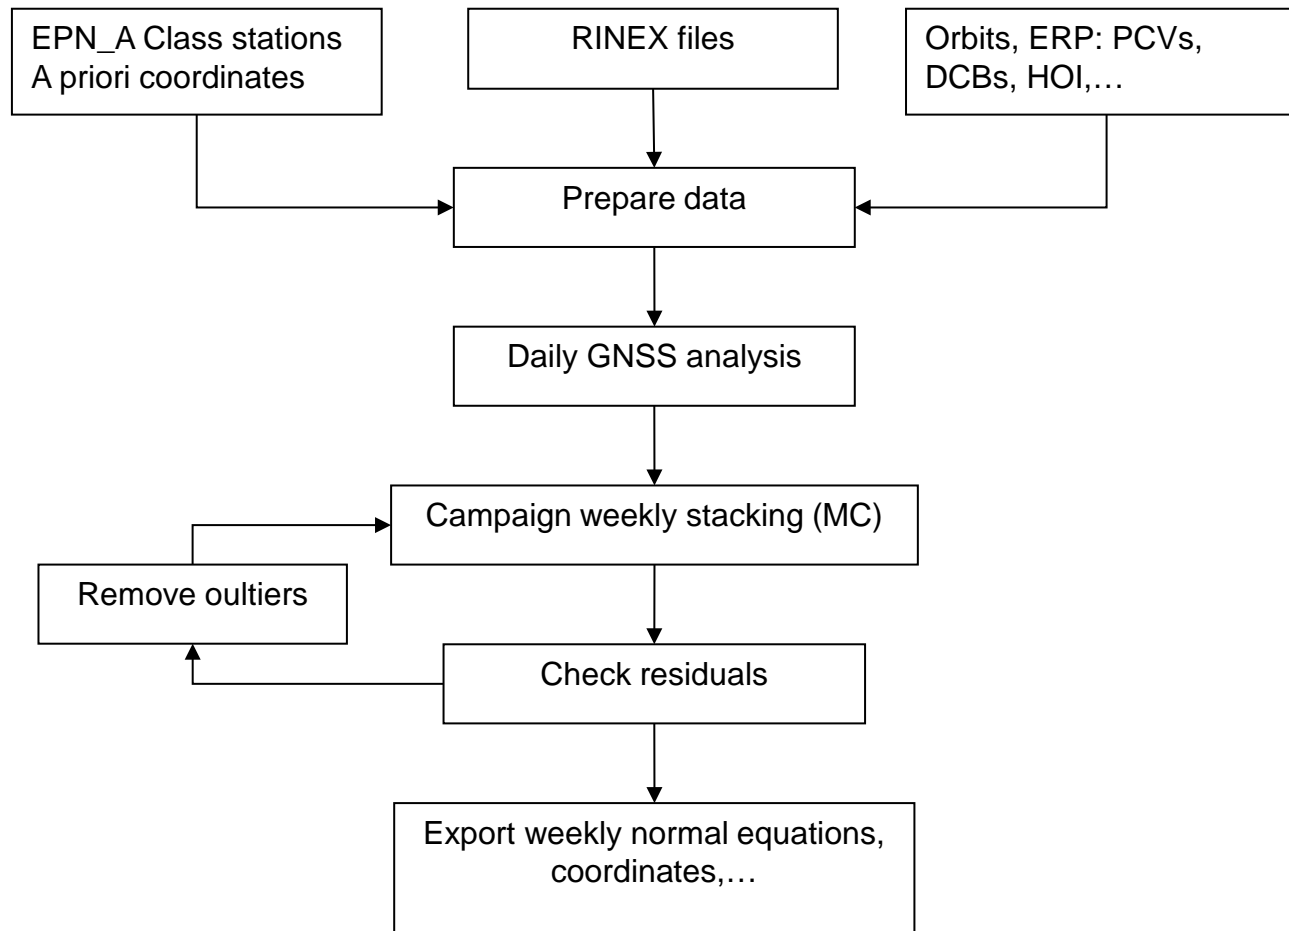 EPN_A Class stations
A priori coordinates
RINEX files
Orbits, ERP: PCVs,
DCBs, HOI,…
Prepare data
Daily GNSS analysis
Campaign weekly stacking (MC)
Remove oultiers
Check residuals
Export weekly normal equations,
coordinates,…